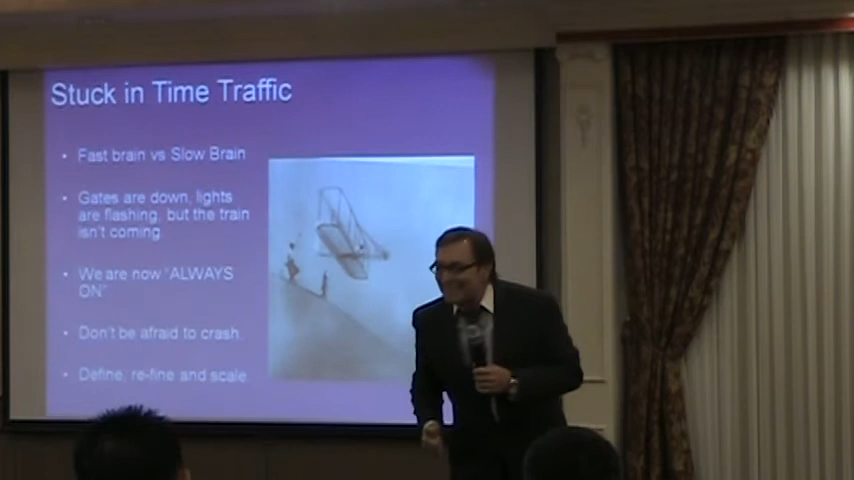 Stuck in Time Traffic
• Fast brain vs Slow Brain
• Gates are down, lights
are flashing, but the train
isn't coming
• We are now "ALWAYS
ON"
• Don't be afraid to crash.
• Define, re-fine and scale.